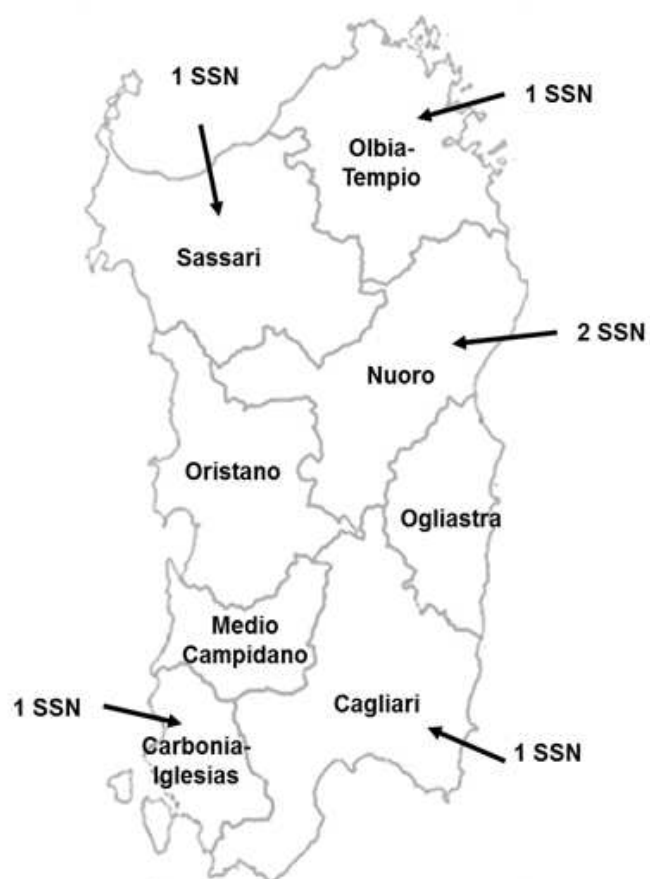 1 SSN
1 SSN
Olbia-
Tempio
Sassari
2 SSN
Nuoro
Oristano
Ogliastra
Medio
Campidano
Cagliari
1 SSN
Carbonia-
Iglesias
1 SSN